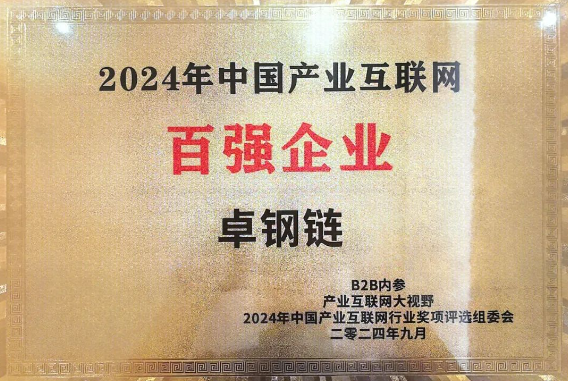 2024年中国产业互联网
百强企业
卓钢链
B2B内参
产业互联网大视野
2024年中国产业互联网行业奖项评选组委会
二零二四年九月